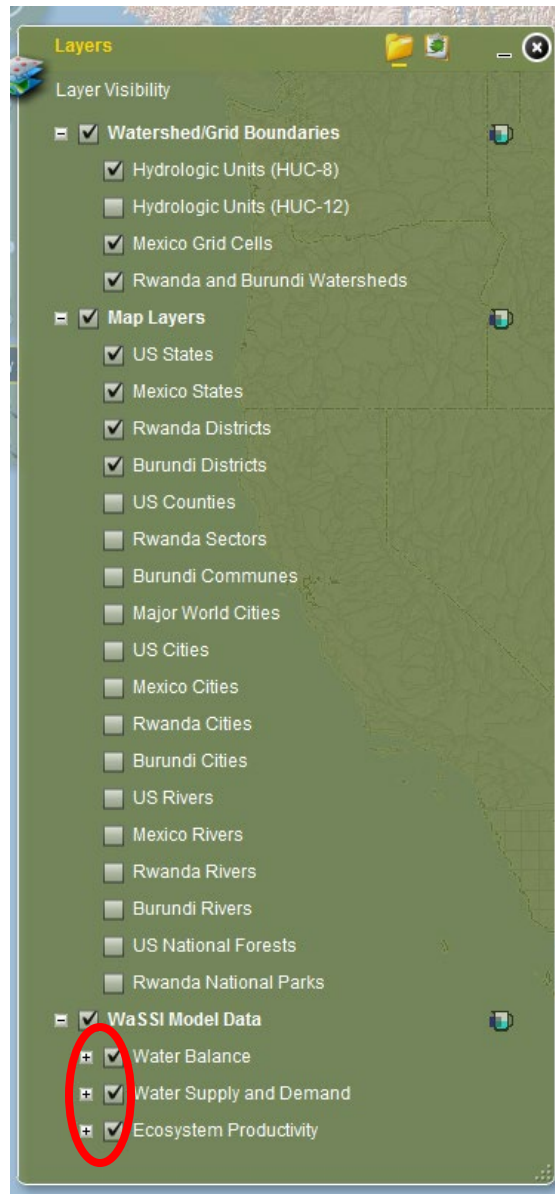 Layers
Layer Visibility
Watershed/Grid Boundaries
Hydrologic Units (HUC-8)
Hydrologic Units (HUC-12)
Mexico Grid Cells
Rwanda and Burundi Watersheds
Map Layers
US States
Mexico States
Rwanda Districts
Burundi Districts
US Counties
Rwanda Sectors
Burundi Communes
Major World Cities
US Cities
Mexico Cities
Rwanda Cities
Burundi Cities
US Rivers
Mexico Rivers
Rwanda Rivers
Burundi Rivers
US National Forests
Rwanda National Parks
WaSSI Model Data
Water Balance
Water Supply and Demand
Ecosystem Productivity